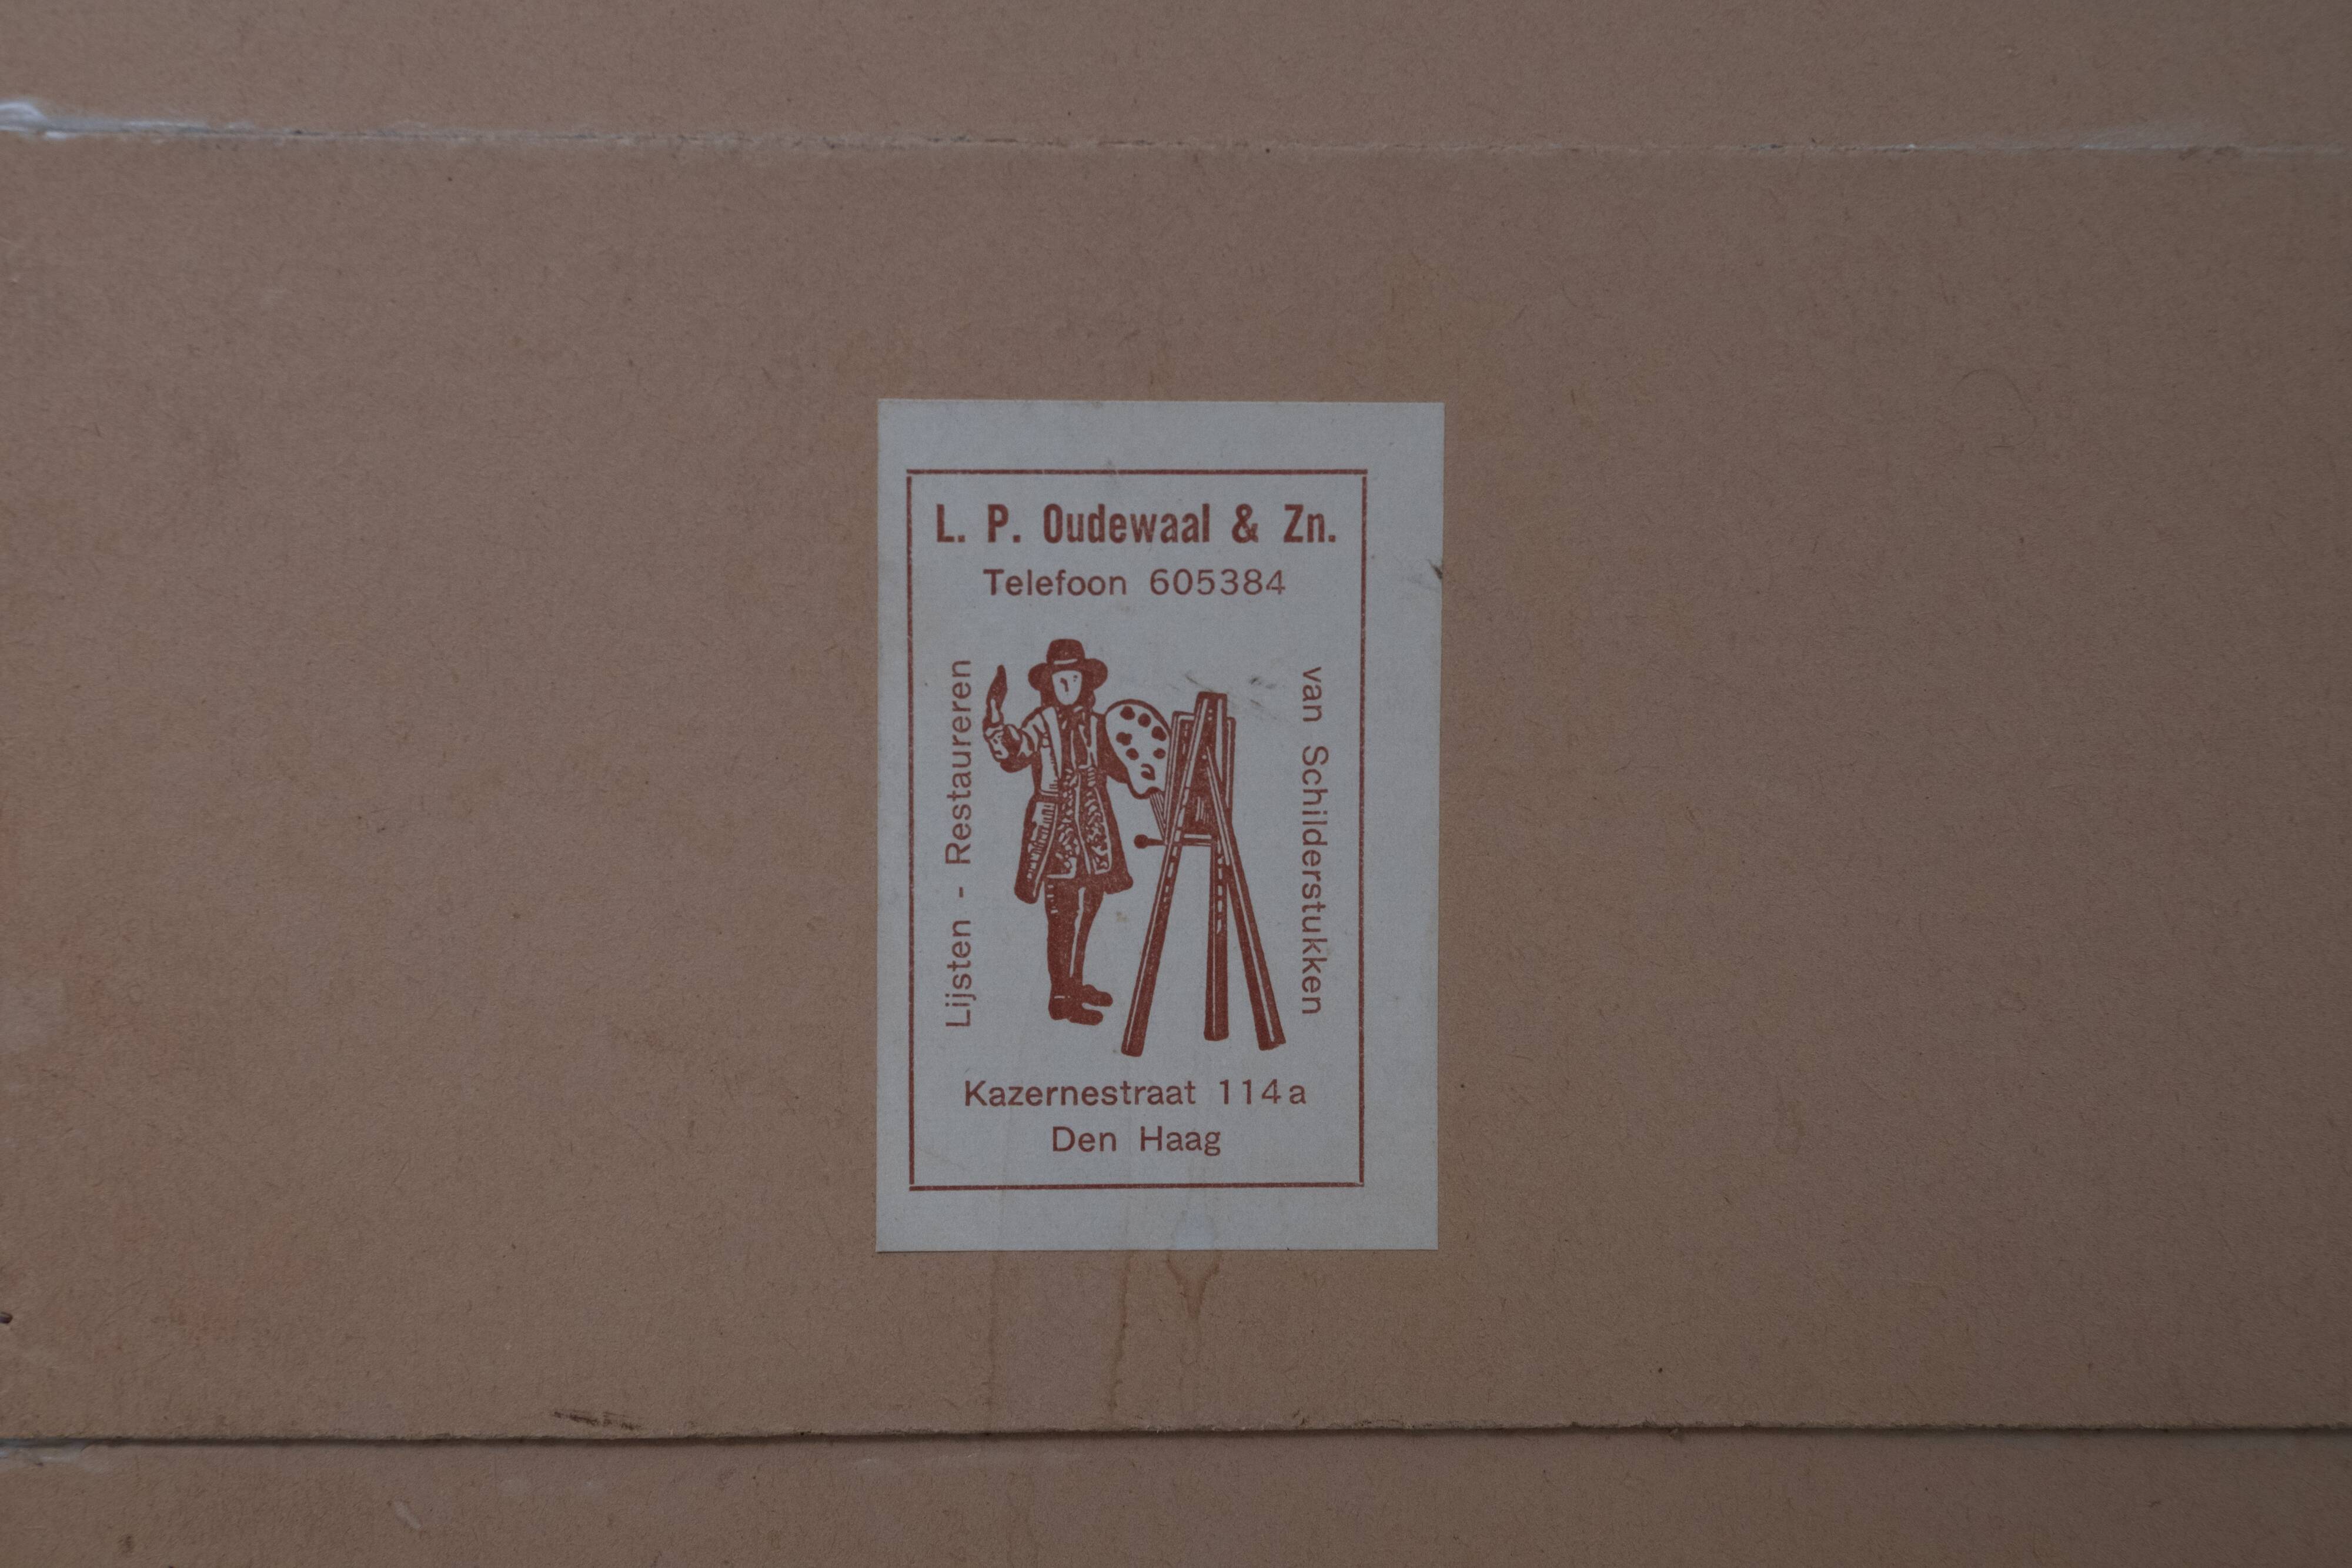 L. P. Oudewaal & Zn.
Telefoon 605384
Lijsten - Restaureren
van Schilderstukken
Kazernestraat 114a
Den Haag